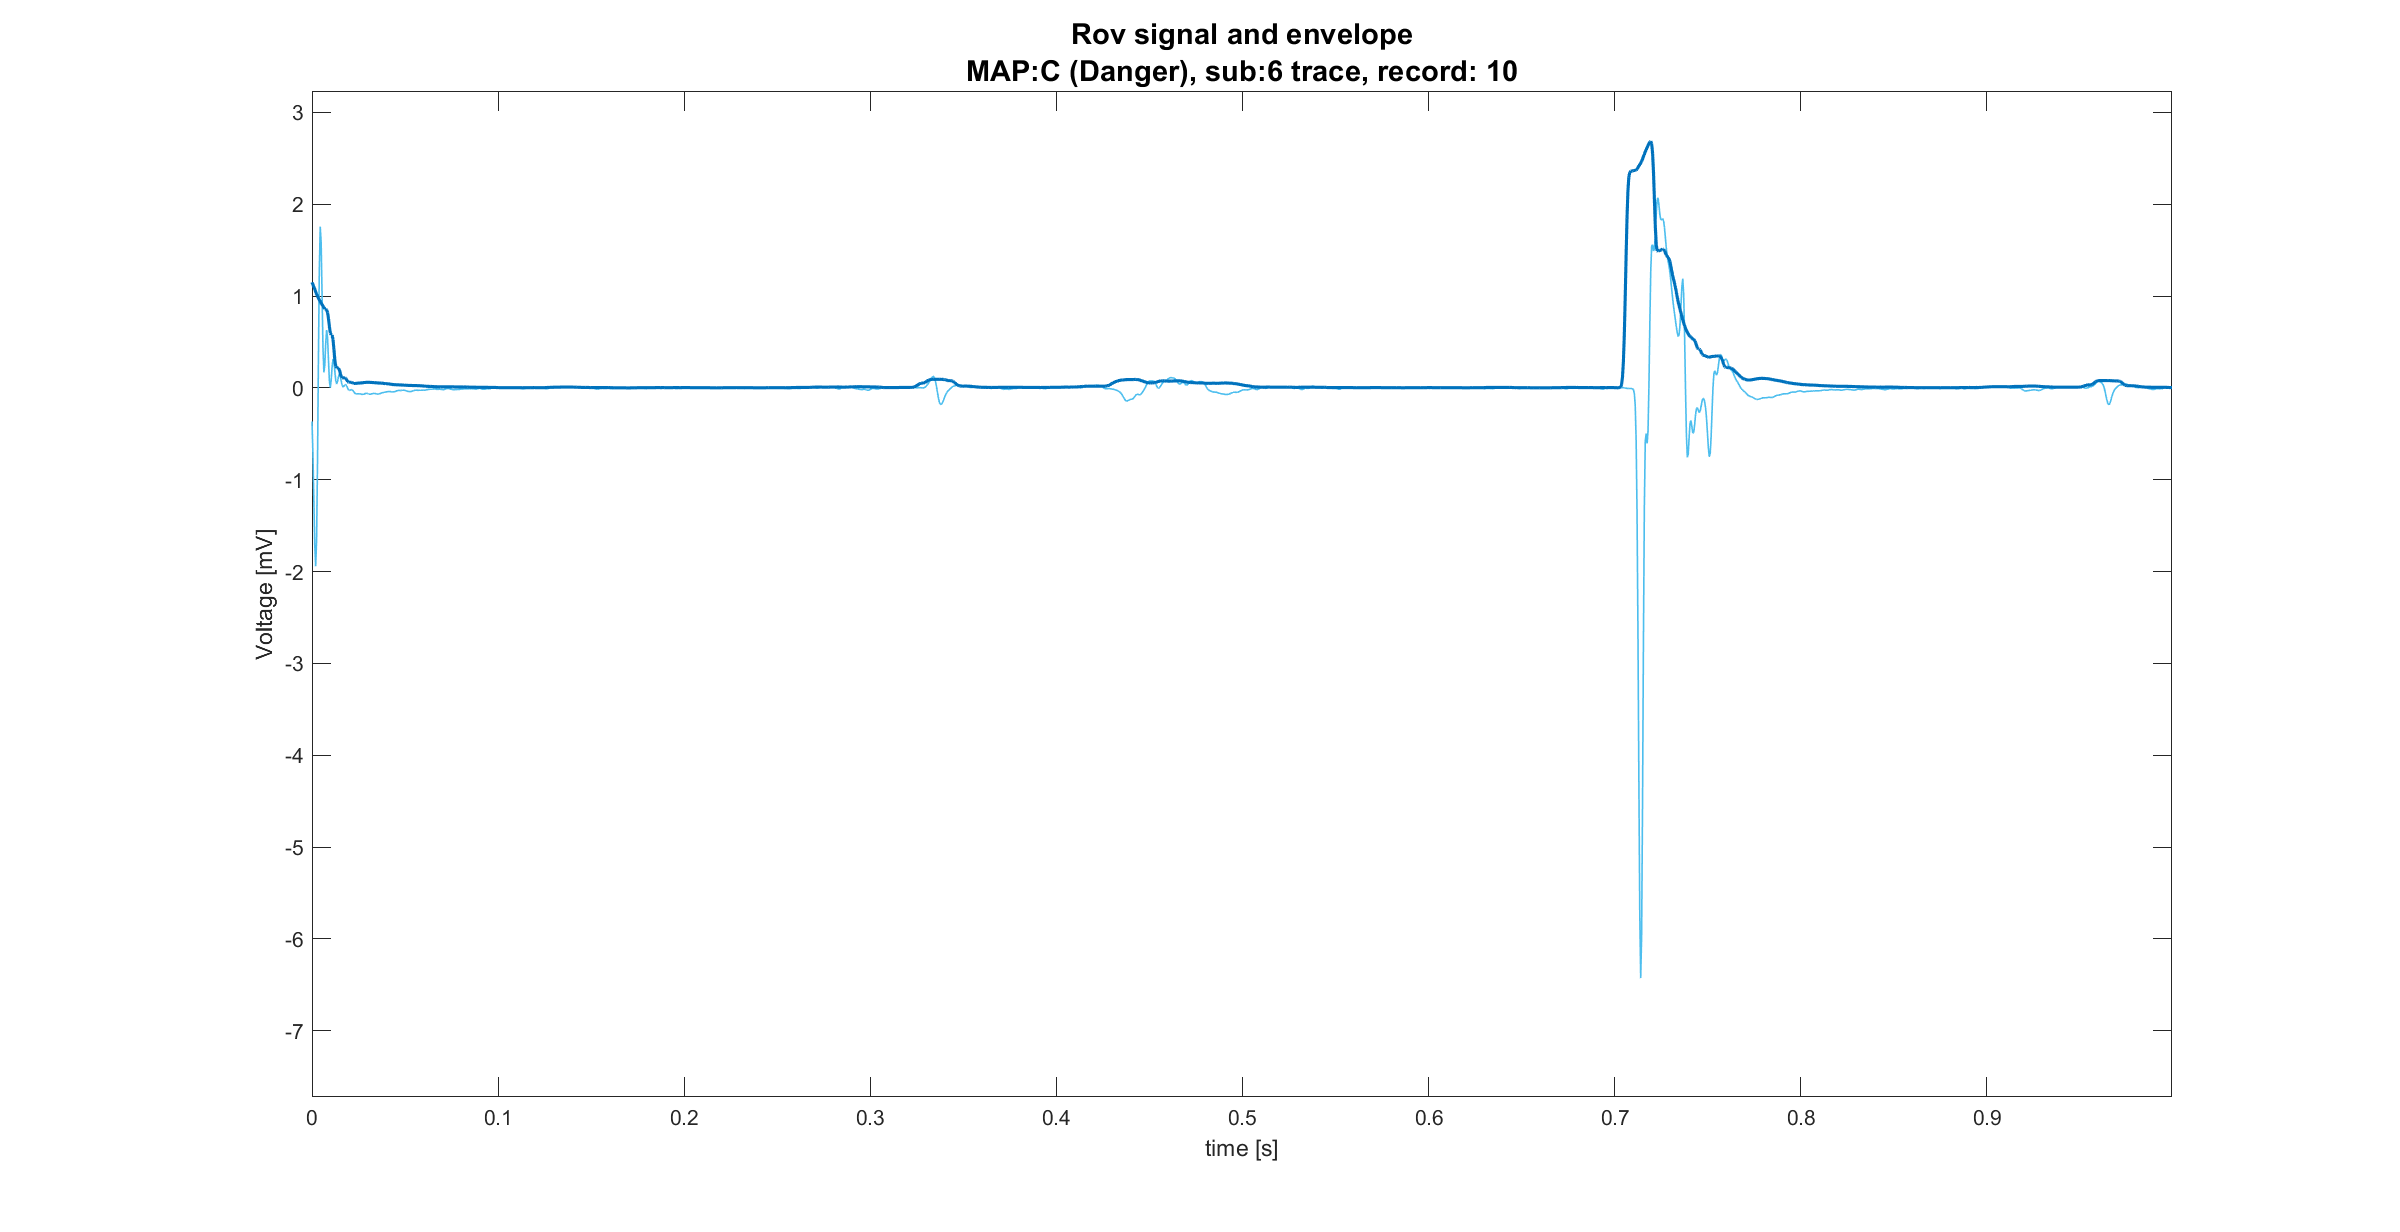 Rov signal and envelope
MAP:C (Danger), sub:6 trace, record: 10
3
2
1
0
-1
-2
-3
-4
-5
-6
-7
Voltage [mV]
0 0.1 0.2 0.3 0.4 0.5 0.6 0.7 0.8 0.9
time [s]